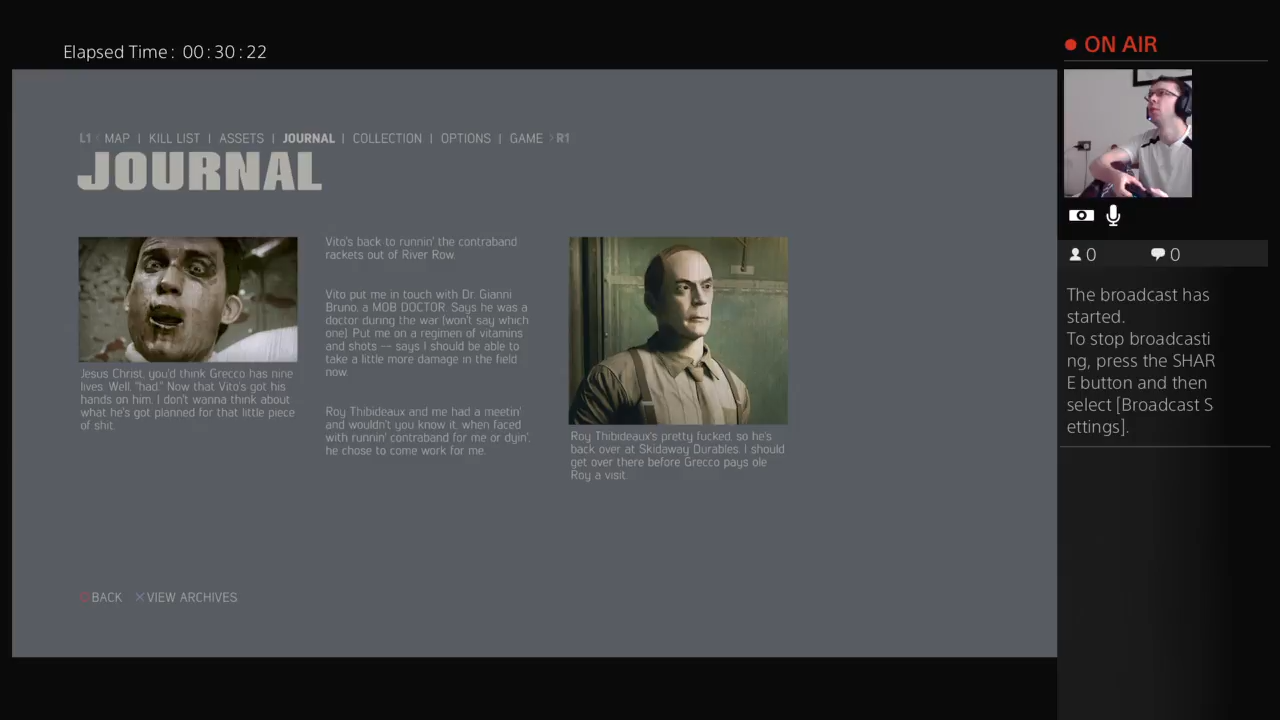 Elapsed Time: 00:30:22
ON AIR
L1 < MAP | KILL LIST | ASSETS | JOURNAL | COLLECTION | OPTIONS | GAME > R1
JOURNAL
Jesus Christ, you'd think Grecco has nine
lives. Well, "had." Now that Vito's got his
hands on him, I don't wanna think about
what he's got planned for that little piece
of shit.
Vito's back to runnin' the contraband
rackets out of River Row.
Vito put me in touch with Dr. Gianni
Bruno, a MOB DOCTOR. Says he was a
doctor during the war (won't say which
one). Put me on a regimen of vitamins
and shots -- says I should be able to
take a little more damage in the field
now.
Roy Thibideaux and me had a meetin'
and wouldn't you know it, when faced
with runnin' contraband for me or dyin',
he chose to come work for me.
Roy Thibideaux's pretty fucked, so he's
back over at Skidaway Durables. I should
get over there before Grecco pays ole
Roy a visit.
BACK
VIEW ARCHIVES
0
0
The broadcast has
started.
To stop broadcasti
ng, press the SHAR
E button and then
select [Broadcast S
ettings].